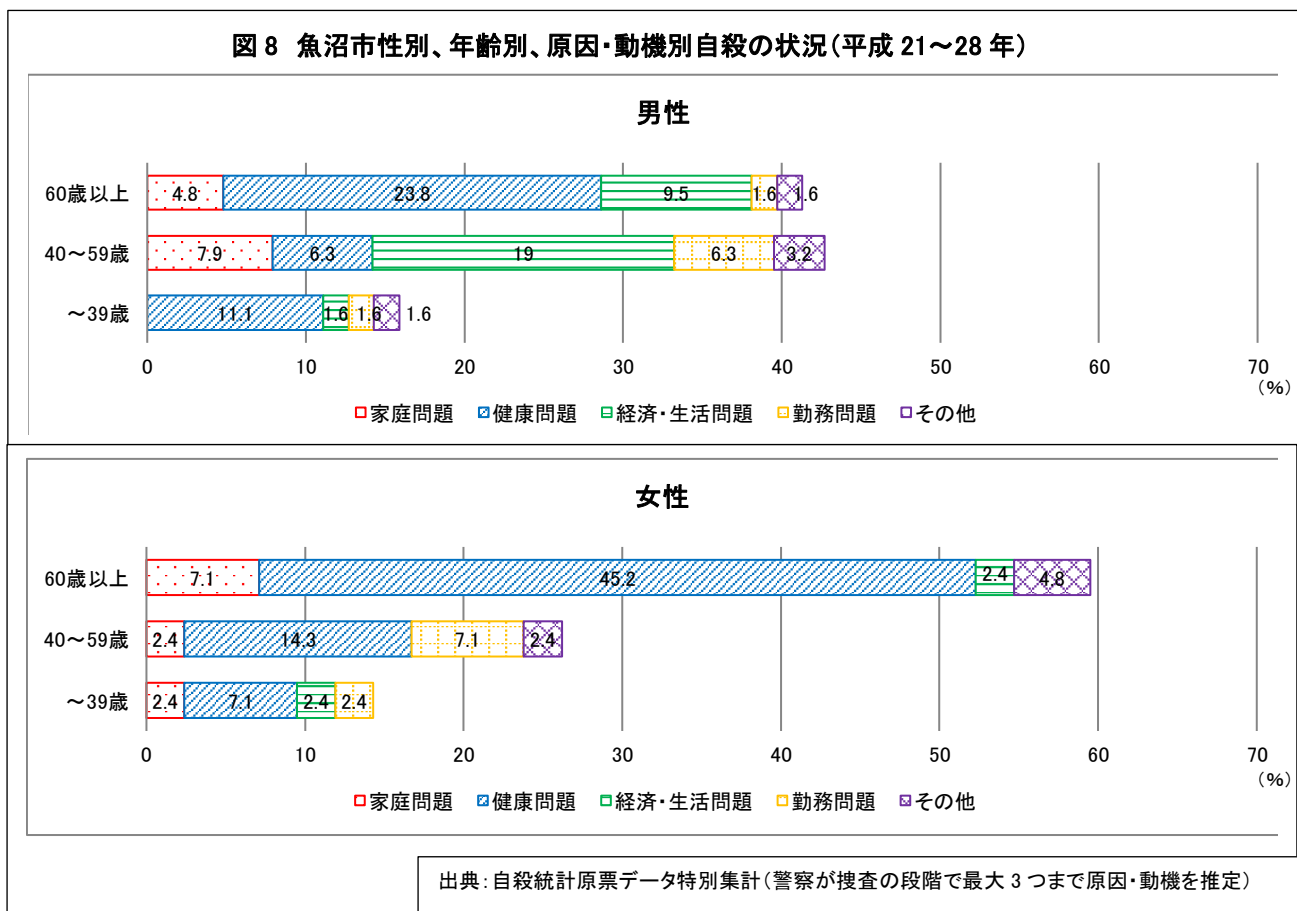 図 8 魚沼市性別、年齢別、原因・動機別自殺の状況(平成 21～28 年)
男性
60歳以上 4.8 23.8 9.5 1.6 1.6
40～59歳 7.9 6.3 19 6.3 3.2
～39歳 11.1 1.6 1.6 1.6
0 10 20 30 40 50 60 70
(%)
家庭問題 健康問題 経済・生活問題 勤務問題 その他
女性
60歳以上 7.1 45.2 2.4 4.8
40～59歳 2.4 14.3 7.1 2.4
～39歳 2.4 7.1 2.4 2.4
0 10 20 30 40 50 60 70
(%)
家庭問題 健康問題 経済・生活問題 勤務問題 その他
出典：自殺統計原票データ特別集計(警察が捜査の段階で最大 3 つまで原因・動機を推定)